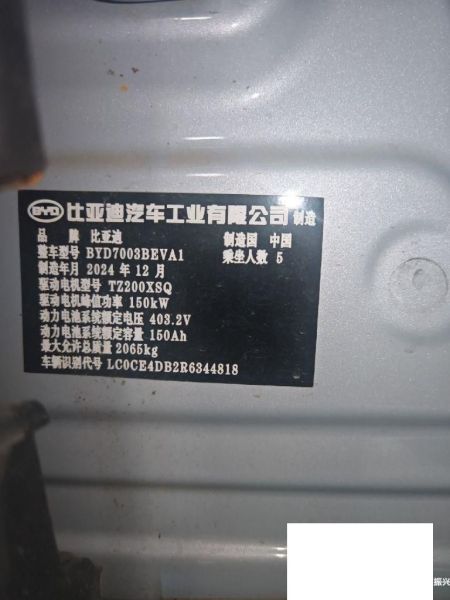 BYD 比亚迪汽车工业有限公司 制造
品 牌 比亚迪 制造国 中国
整车型号 BYD7003BEVA1 乘坐人数 5
制造年月 2024 年 12 月
驱动电机型号 TZ200XSQ
驱动电机峰值功率 150kW
动力电池系统额定电压 403.2V
动力电池系统额定容量 150Ah
最大允许总质量 2065kg
车辆识别代号 LC0CE4DB2R6344818
振兴